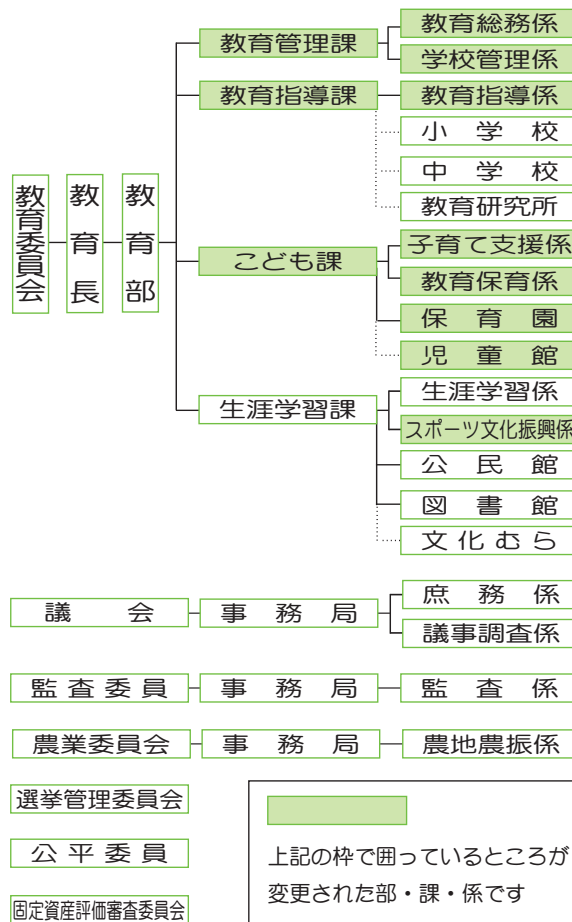 教育委員会
教育長
教育部
教育管理課
教育総務係
学校管理係
教育指導課
教育指導係
小学校
中学校
教育研究所
こども課
子育て支援係
教育保育係
保育園
児童館
生涯学習課
生涯学習係
スポーツ文化振興係
公民館
図書館
文化むら
議会
事務局
庶務係
議事調査係
監査委員
事務局
監査係
農業委員会
事務局
農地農振係
選挙管理委員会
公平委員
固定資産評価審査委員会
上記の枠で囲っているところが
変更された部・課・係です